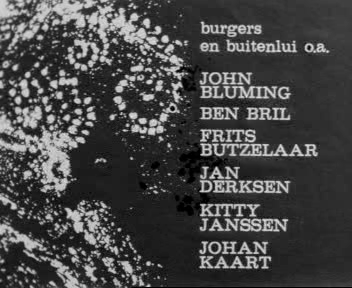 burgers
en buitenlui o.a.
JOHN
BLUMING
BEN BRIL
FRITS
BUTZELAAR
JAN
DERKSEN
KITTY
JANSSEN
JOHAN
KAART